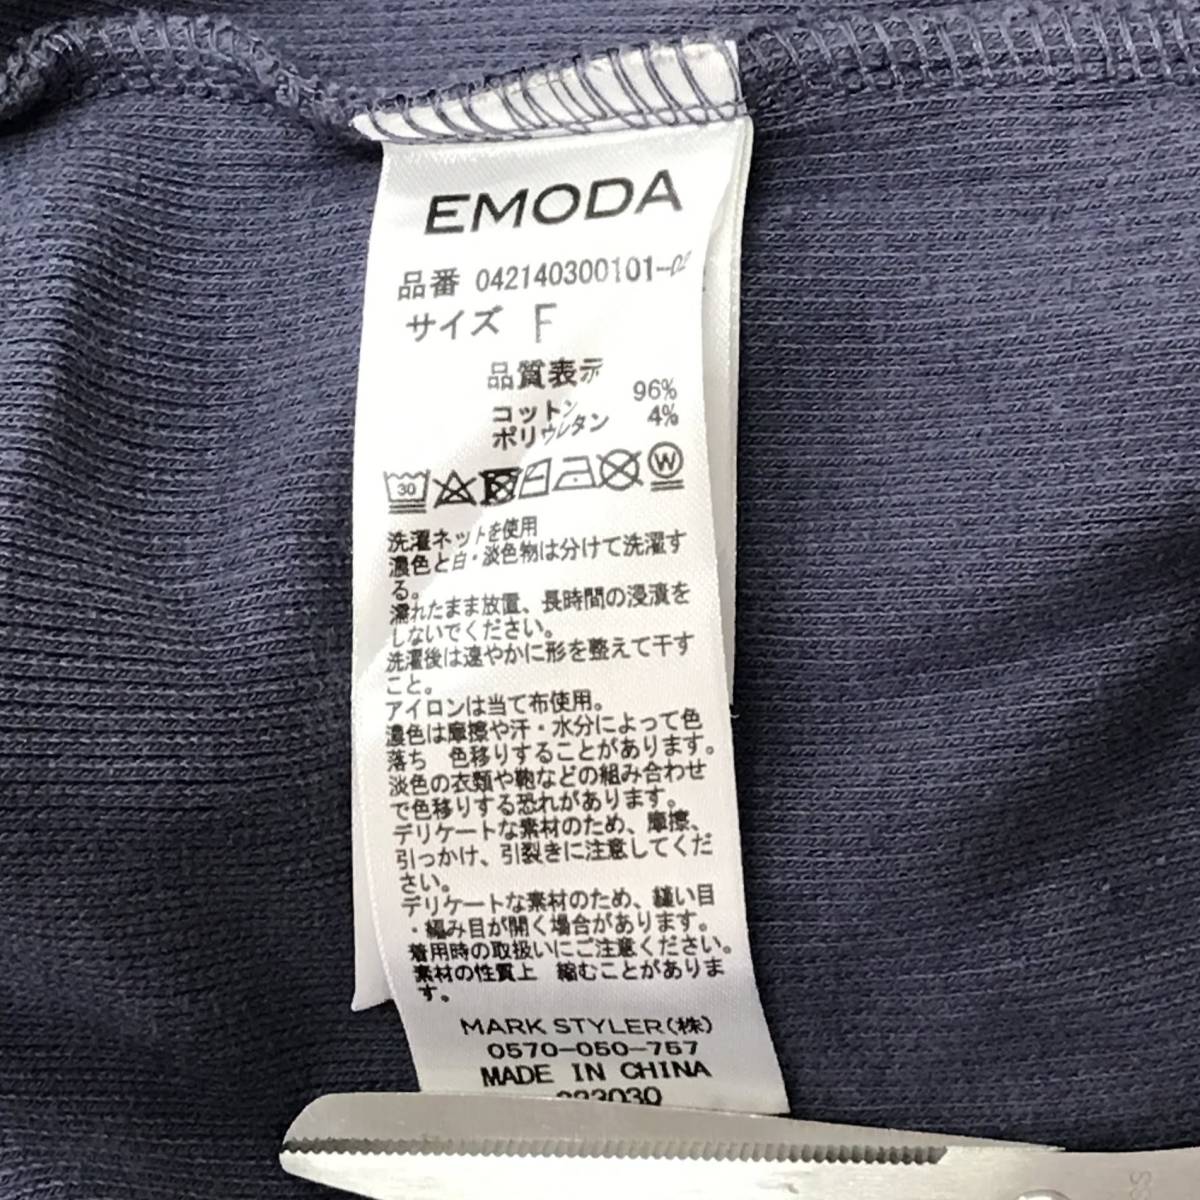 EMODA
品番 042140300101-02
サイズ F
品質表示
コットン 96%
ポリウレタン 4%
30
W
洗濯ネットを使用
濃色と白・淡色物は分けて洗濯す
る。
濡れたまま放置、長時間の浸漬を
しないでください。
洗濯後は速やかに形を整えて干す
こと。
アイロンは当て布使用。
濃色は摩擦や汗・水分によって色
落ち 色移りすることがあります。
淡色の衣類や鞄などの組み合わせ
で色移りする恐れがあります。
デリケートな素材のため、摩擦、
引っかけ、引裂きに注意してくだ
さい。
デリケートな素材のため、縫い目
・編み目が開く場合があります。
着用時の取扱いにご注意ください。
素材の性質上 縮むことがありま
す。
MARK STYLER(株)
0570-050-757
MADE IN CHINA